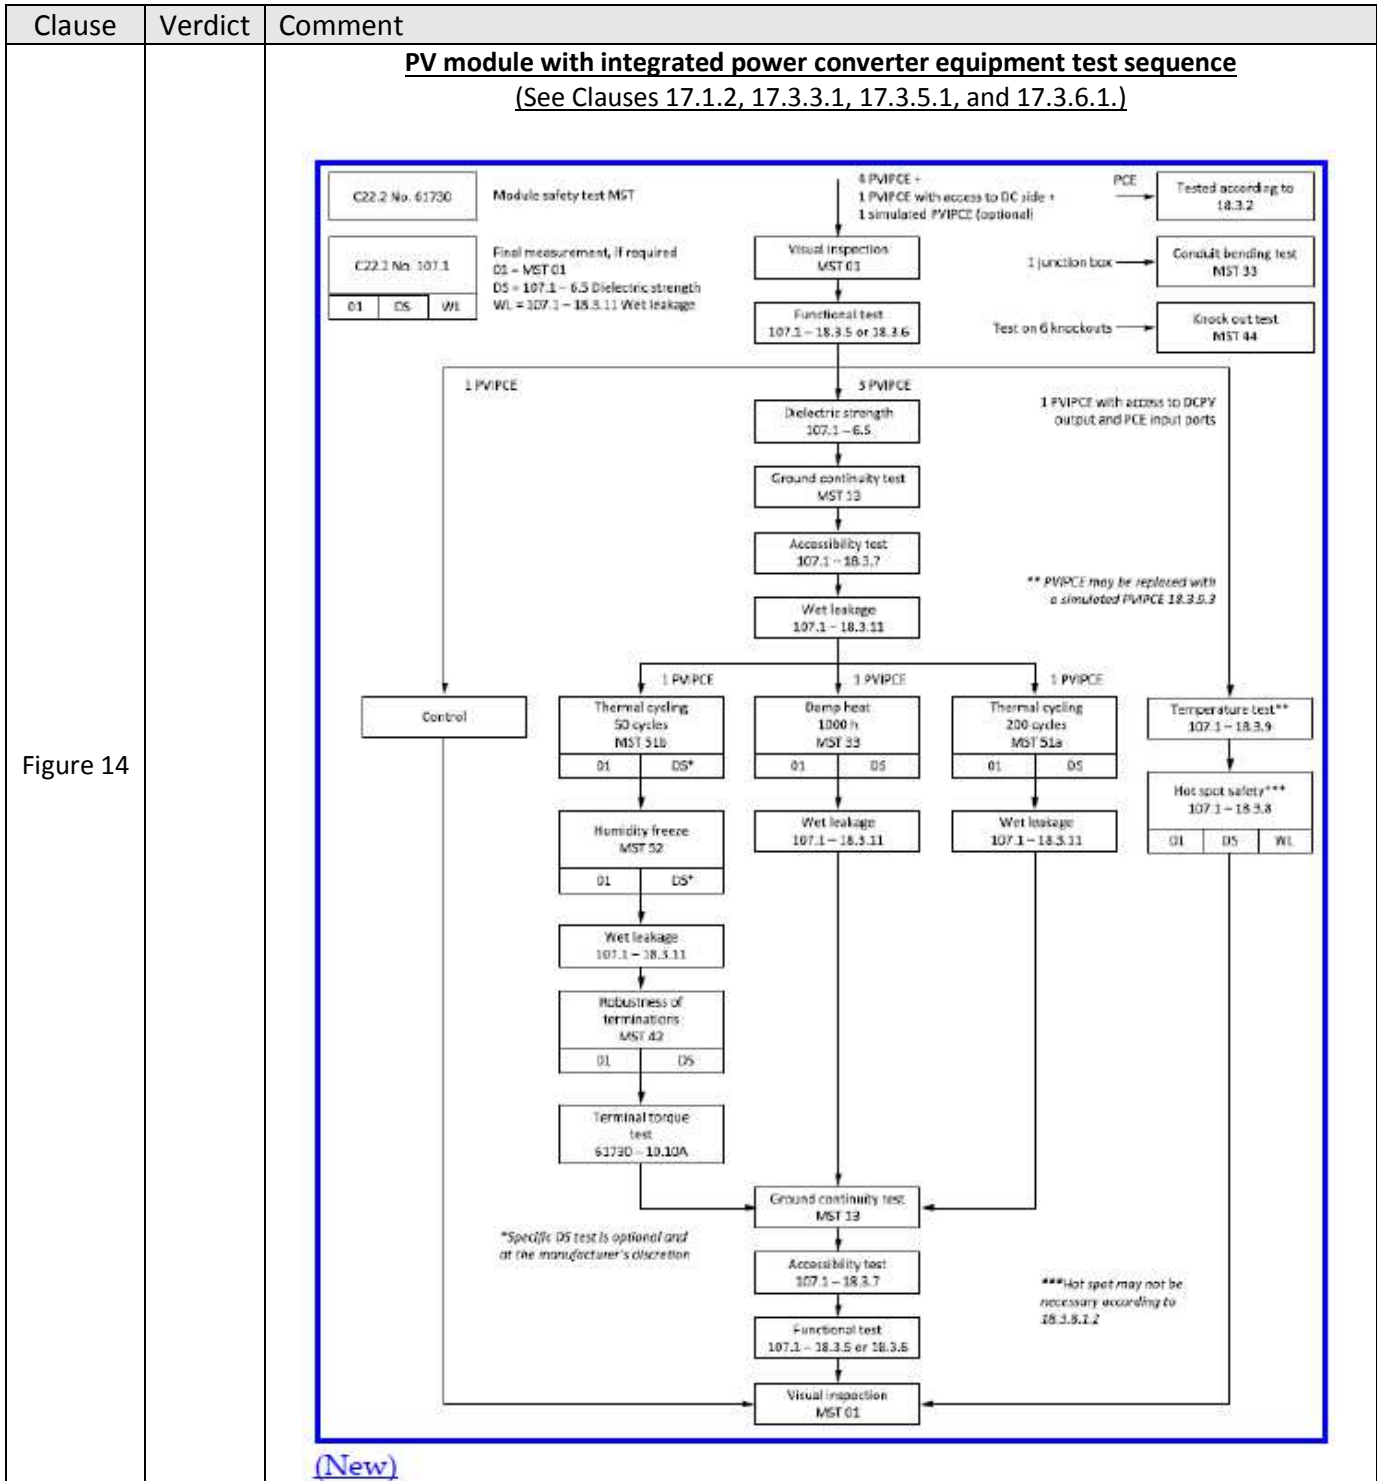 Clause Verdict Comment
PV module with integrated power converter equipment test sequence
(See Clauses 17.1.2, 17.3.3.1, 17.3.5.1, and 17.3.6.1.)
C22.2 No. 61730
Module safety test MST
C22.2 No. 107.1
01 DS WL
Final measurement, if required
01 = MST 01
DS = 107.1 – 6.5 Dielectric strength
WL = 107.1 – 18.3.11 Wet leakage
4 PVIPCE +
1 PVIPCE with access to DC side +
1 simulated PVIPCE (optional)
PCE
Tested according to
18.3.2
Visual inspection
MST 01
1 junction box
Conduit bending test
MST 33
Functional test
107.1 – 18.3.5 or 18.3.6
Test on 6 knockouts
Knock out test
MST 44
1 PVIPCE
3 PVIPCE
1 PVIPCE with access to DCPV
output and PCE input ports
Dielectric strength
107.1 – 6.5
Ground continuity test
MST 13
Accessibility test
107.1 – 18.3.7
** PVIPCE may be replaced with
a simulated PVIPCE 18.3.9.3
Wet leakage
107.1 – 18.3.11
1 PVIPCE
1 PVIPCE
1 PVIPCE
Control
Thermal cycling
50 cycles
MST 51b
01 DS*
Damp heat
1000 h
MST 33
01 DS
Thermal cycling
200 cycles
MST 51a
01 DS
Temperature test**
107.1 – 18.3.9
Figure 14
Hot spot safety***
107.1 – 18.3.8
01 DS WL
Humidity freeze
MST 52
01 DS*
Wet leakage
107.1 – 18.3.11
Wet leakage
107.1 – 18.3.11
Wet leakage
107.1 – 18.3.11
Robustness of
terminations
MST 42
01 DS
Terminal torque
test
61730 – 10.10A
Ground continuity test
MST 13
*Specific DS test is optional and
at the manufacturer's discretion
Accessibility test
107.1 – 18.3.7
***Hot spot may not be
necessary according to
18.3.8.1.2
Functional test
107.1 – 18.3.5 or 18.3.6
Visual inspection
MST 01
(New)